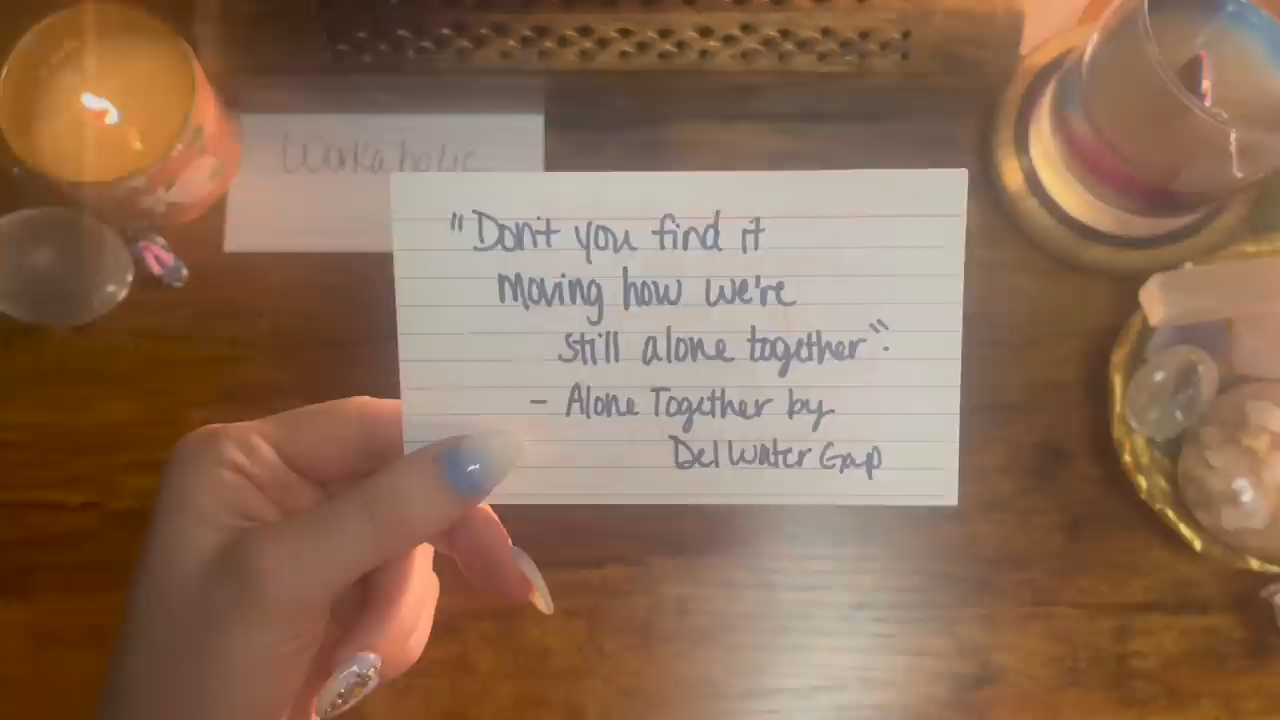 Workaholic
"Don't you find it
moving how we're
still alone together".
- Alone Together by
Del Water Gap